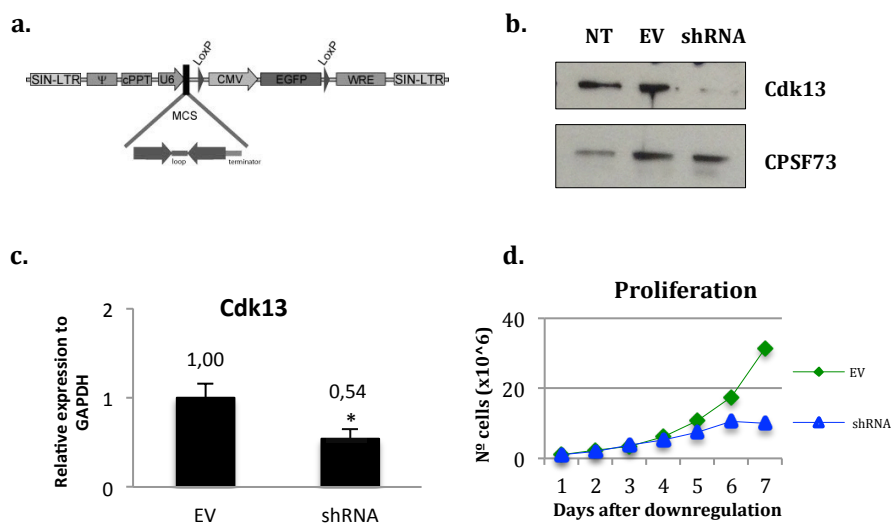 a.
LoxP
LoxP
SIN-LTR Ψ cPPT U6 CMV EGFP WRE SIN-LTR
MCS
loop
terminator
b.
NT EV shRNA
Cdk13
CPSF73
c.
Cdk13
Relative expression to
GAPDH
2
1
0
1,00
0,54
*
EV shRNA
d.
Proliferation
Nº cells (x10^6)
40
20
0
1 2 3 4 5 6 7
Days after downregulation
EV
shRNA